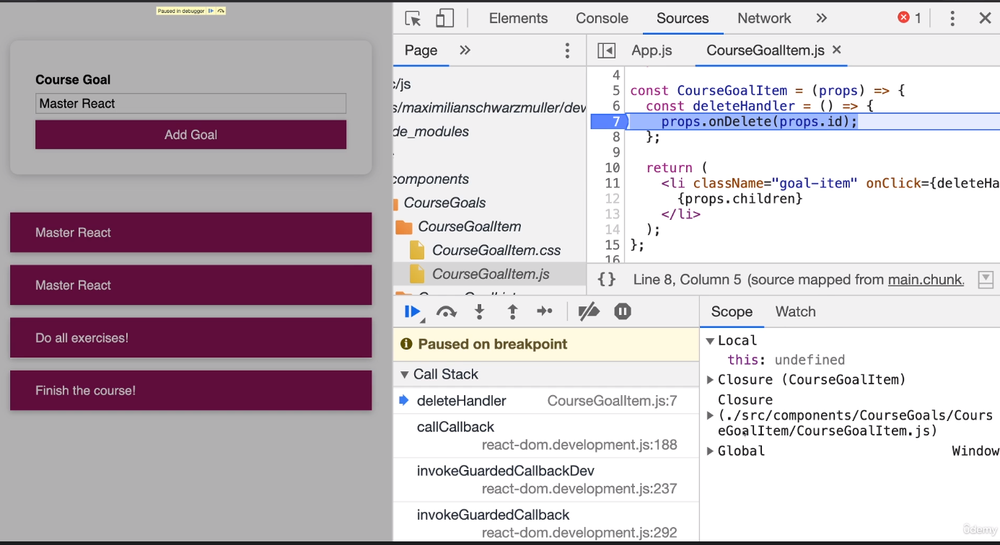 Paused in debugger
Course Goal
Master React
Add Goal
Master React
Master React
Do all exercises!
Finish the course!
Elements Console Sources Network » 1
Page »
c/js
s/maximilianschwarzmuller/dev
de_modules
components
CourseGoals
CourseGoalItem
CourseGoalItem.css
CourseGoalItem.js
App.js CourseGoalItem.js ×
4
5 const CourseGoalItem = (props) => {
6 const deleteHandler = () => {
7 props.onDelete(props.id);
8 };
9
10 return (
11 <li className="goal-item" onClick={deleteHa
12 {props.children}
13 </li>
14 );
15 };
16
{} Line 8, Column 5 (source mapped from main.chunk.
Paused on breakpoint
Call Stack
deleteHandler CourseGoalItem.js:7
callCallback
react-dom.development.js:188
invokeGuardedCallbackDev
react-dom.development.js:237
invokeGuardedCallback
react-dom.development.js:292
Scope Watch
Local
this: undefined
Closure (CourseGoalItem)
Closure
(./src/components/CourseGoals/Cours
eGoalItem/CourseGoalItem.js)
Global Window
ûdemy